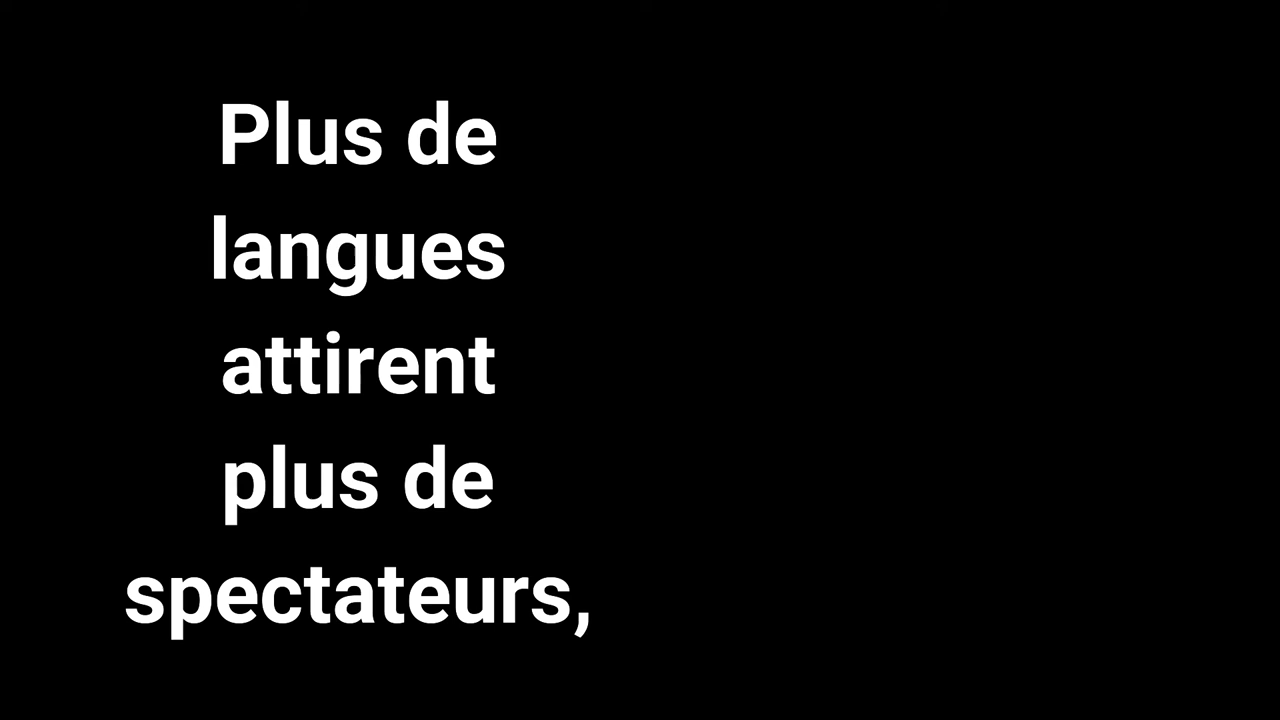 Plus de
langues
attirent
plus de
spectateurs,